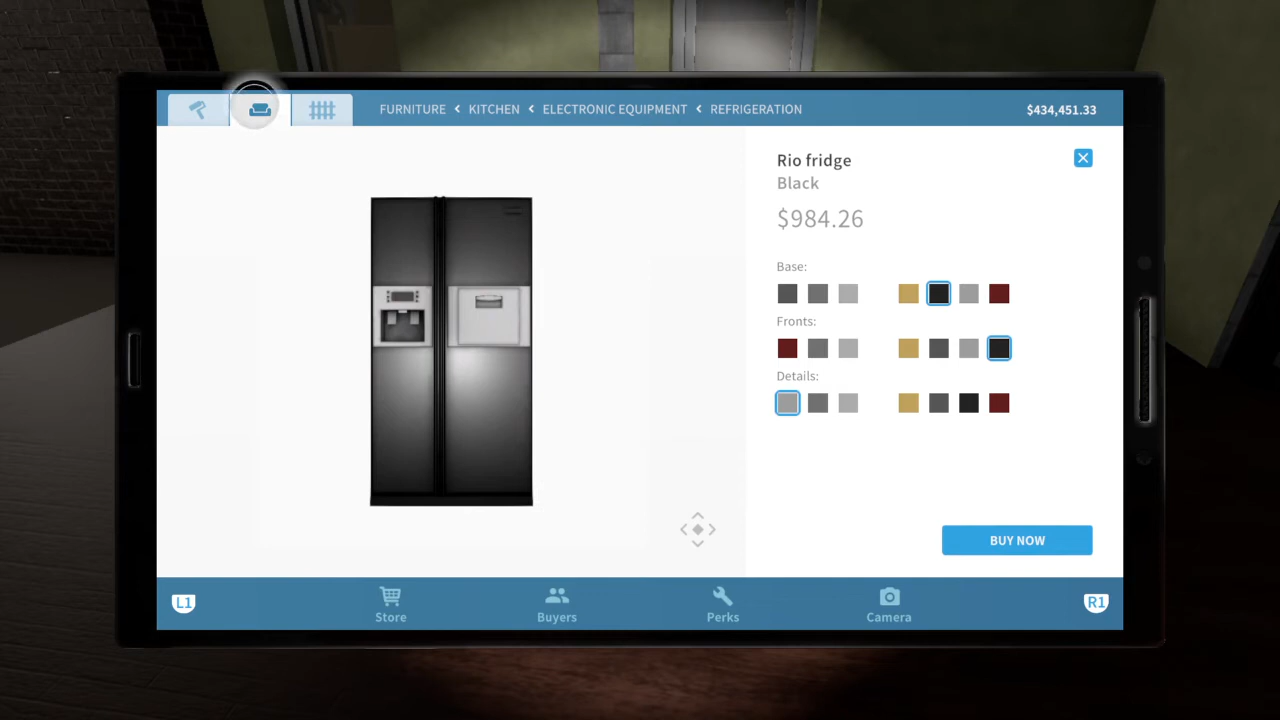 FURNITURE < KITCHEN < ELECTRONIC EQUIPMENT < REFRIGERATION
$434,451.33
Rio fridge
Black
$984.26
Base:
Fronts:
Details:
BUY NOW
L1
Store
Buyers
Perks
Camera
R1